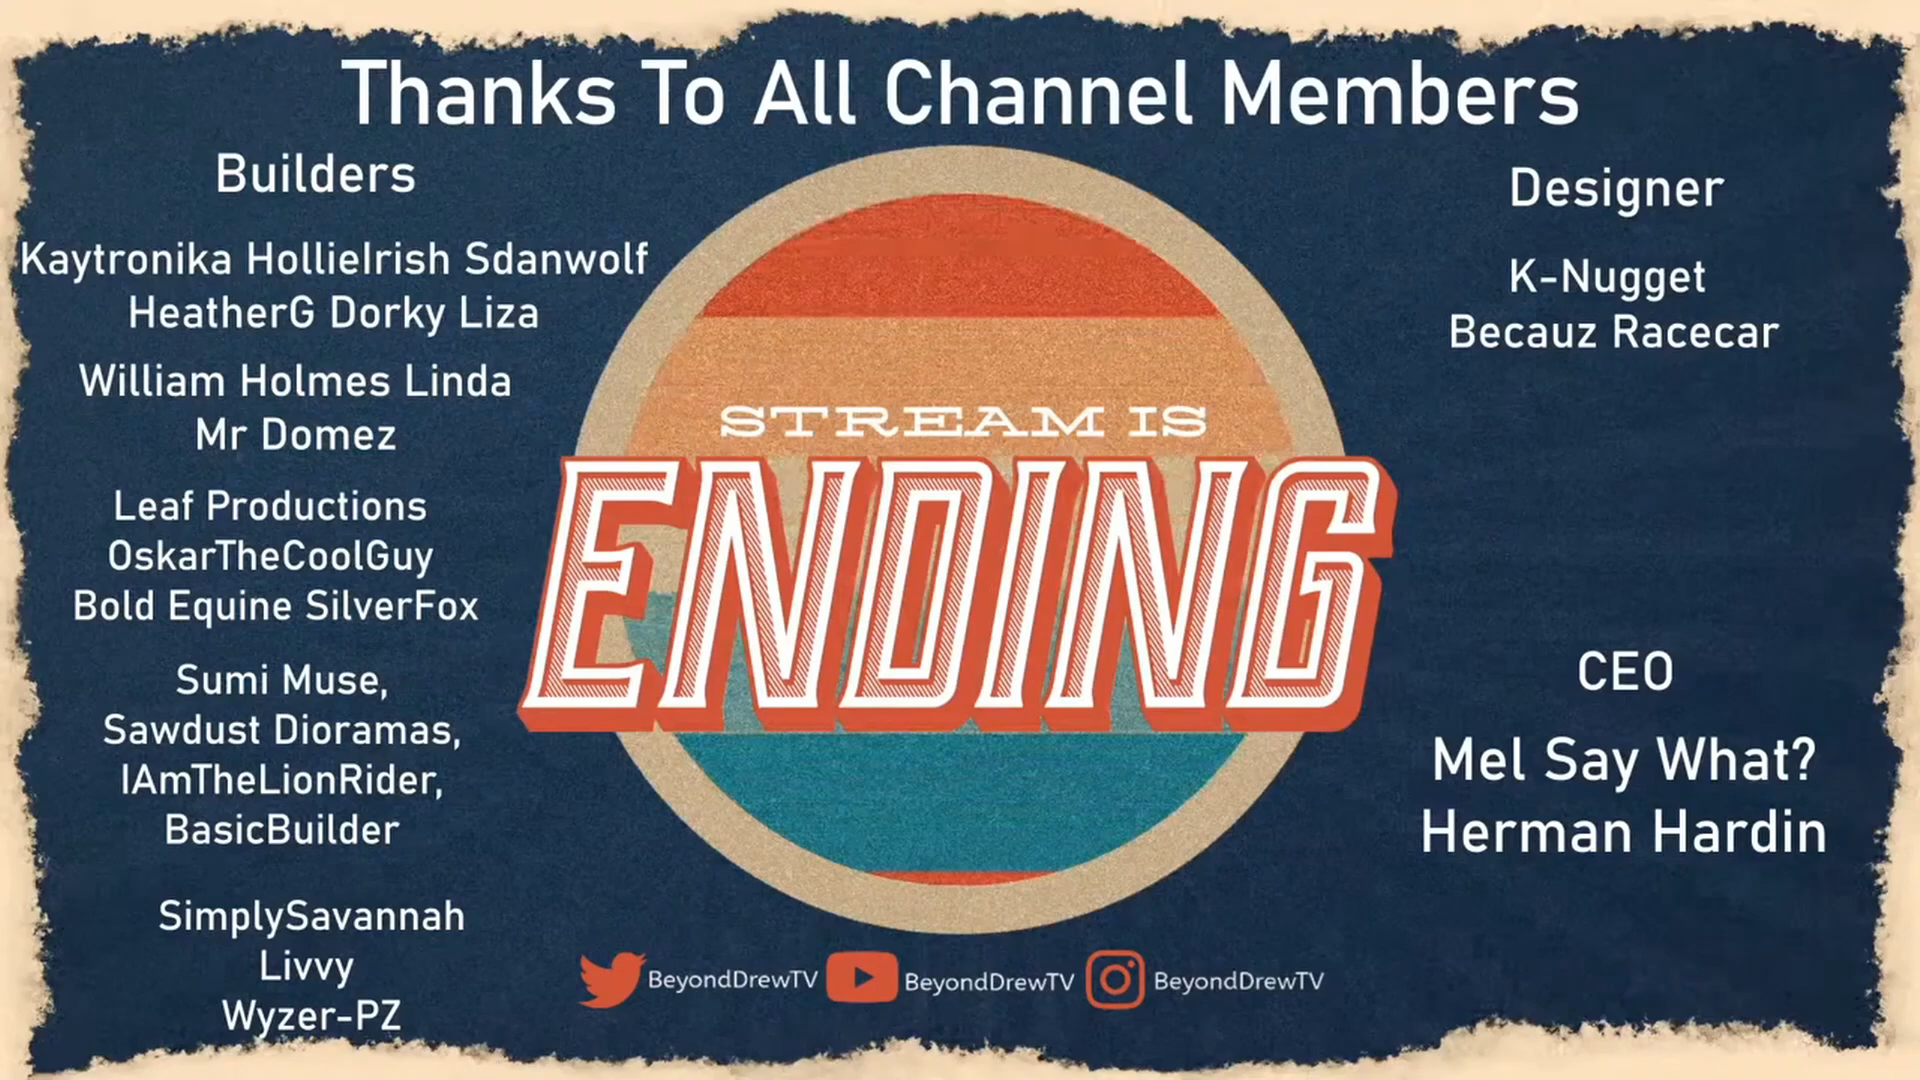 Thanks To All Channel Members
Builders
Kaytronika HollieIrish Sdanwolf
HeatherG Dorky Liza
William Holmes Linda
Mr Domez
Leaf Productions
OskarTheCoolGuy
Bold Equine SilverFox
Sumi Muse,
Sawdust Dioramas,
IAmTheLionRider,
BasicBuilder
SimplySavannah
Livvy
Wyzer-PZ
STREAM IS
ENDING
BeyondDrewTV BeyondDrewTV BeyondDrewTV
Designer
K-Nugget
Becauz Racecar
CEO
Mel Say What?
Herman Hardin